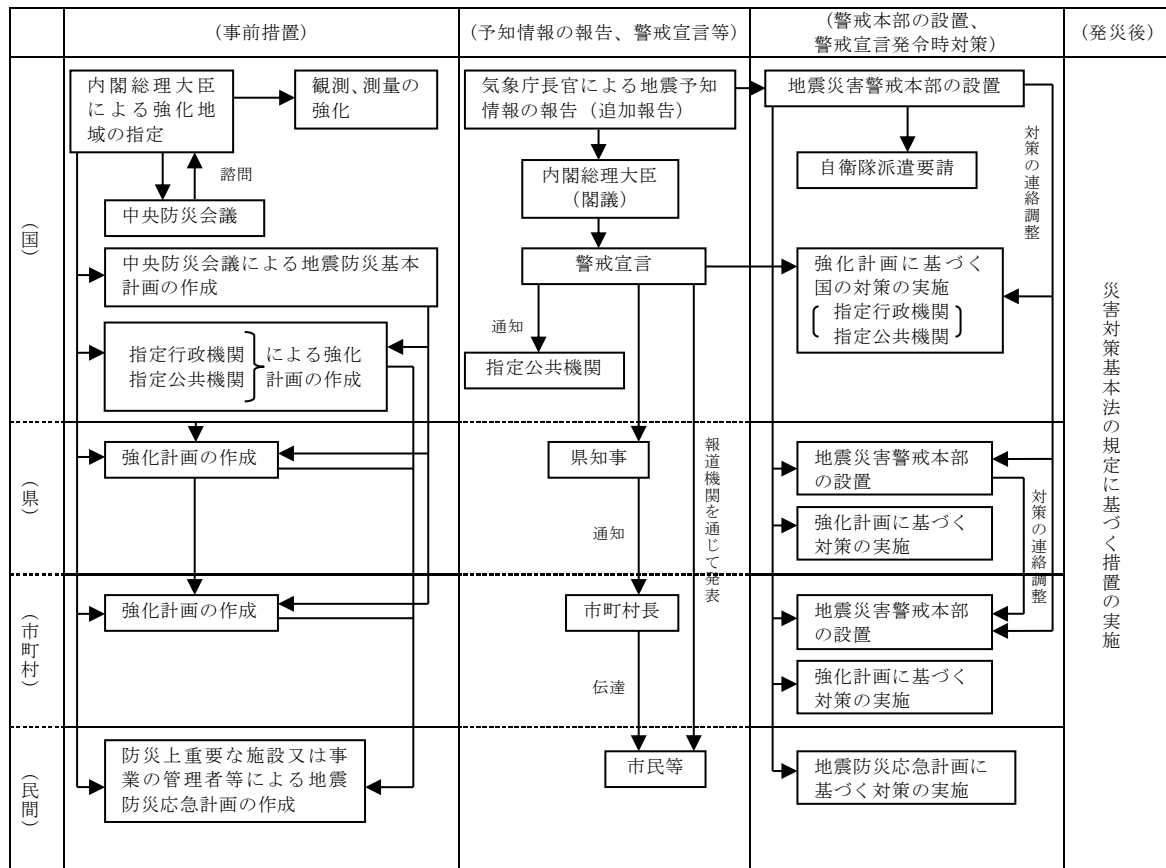 （事前措置）
（予知情報の報告、警戒宣言等）
（警戒本部の設置、
警戒宣言発令時対策）
（発災後）
（国）
内閣総理大臣
による強化地
域の指定
観測、測量の
強化
諮問
中央防災会議
中央防災会議による地震防災基本
計画の作成
指定行政機関
指定公共機関
による強化
計画の作成
気象庁長官による地震予知
情報の報告（追加報告）
内閣総理大臣
（閣議）
警戒宣言
通知
指定公共機関
地震災害警戒本部の設置
自衛隊派遣要請
対策の連絡調整
強化計画に基づく
国の対策の実施
指定行政機関
指定公共機関
（県）
強化計画の作成
県知事
通知
報道機関を通じて発表
地震災害警戒本部
の設置
強化計画に基づく
対策の実施
対策の連絡調整
（市町村）
強化計画の作成
市町村長
伝達
地震災害警戒本部
の設置
強化計画に基づく
対策の実施
（民間）
防災上重要な施設又は事
業の管理者等による地震
防災応急計画の作成
市民等
地震防災応急計画に
基づく対策の実施
災害対策基本法の規定に基づく措置の実施